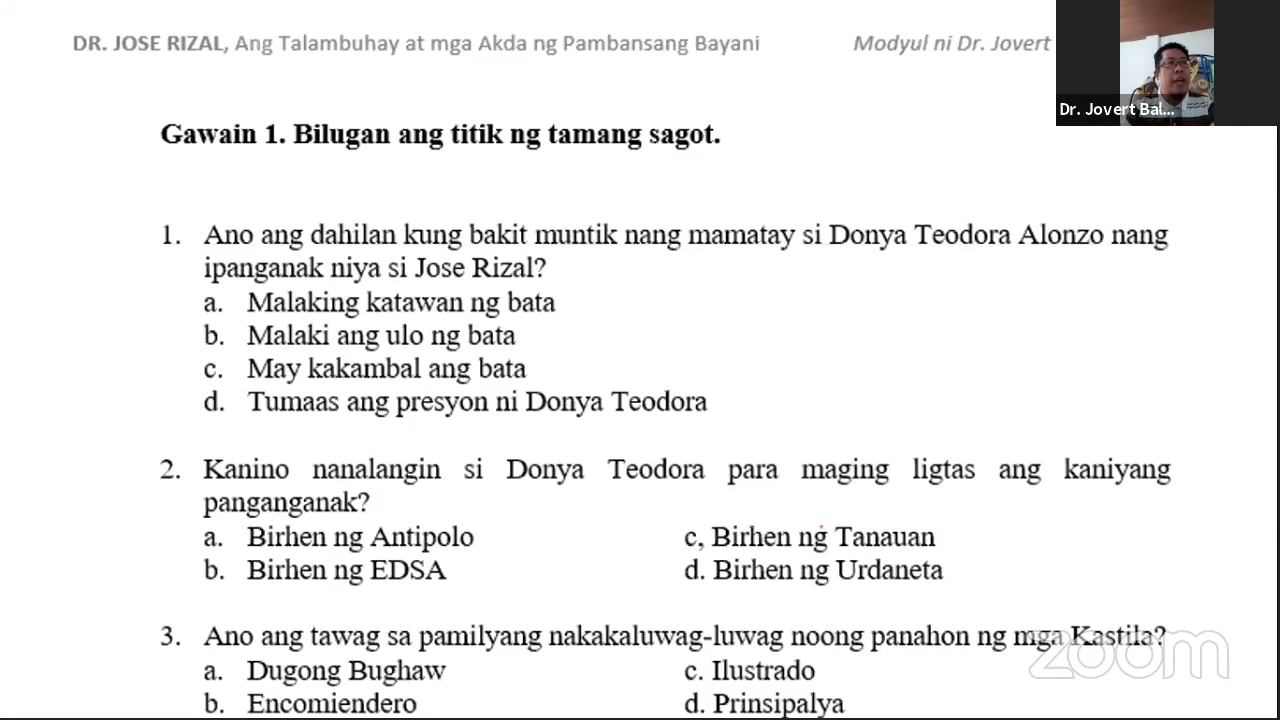 DR. JOSE RIZAL, Ang Talambuhay at mga Akda ng Pambansang Bayani Modyul ni Dr. Jovert
Dr. Jovert Bal...
Gawain 1. Bilugan ang titik ng tamang sagot.
1. Ano ang dahilan kung bakit muntik nang mamatay si Donya Teodora Alonzo nang
ipanganak niya si Jose Rizal?
a. Malaking katawan ng bata
b. Malaki ang ulo ng bata
c. May kakambal ang bata
d. Tumaas ang presyon ni Donya Teodora
2. Kanino nanalangin si Donya Teodora para maging ligtas ang kaniyang
panganganak?
a. Birhen ng Antipolo c, Birhen ng Tanauan
b. Birhen ng EDSA d. Birhen ng Urdaneta
3. Ano ang tawag sa pamilyang nakakaluwag-luwag noong panahon ng mga Kastila?
a. Dugong Bughaw c. Ilustrado
b. Encomiendero d. Prinsipalya
zoom